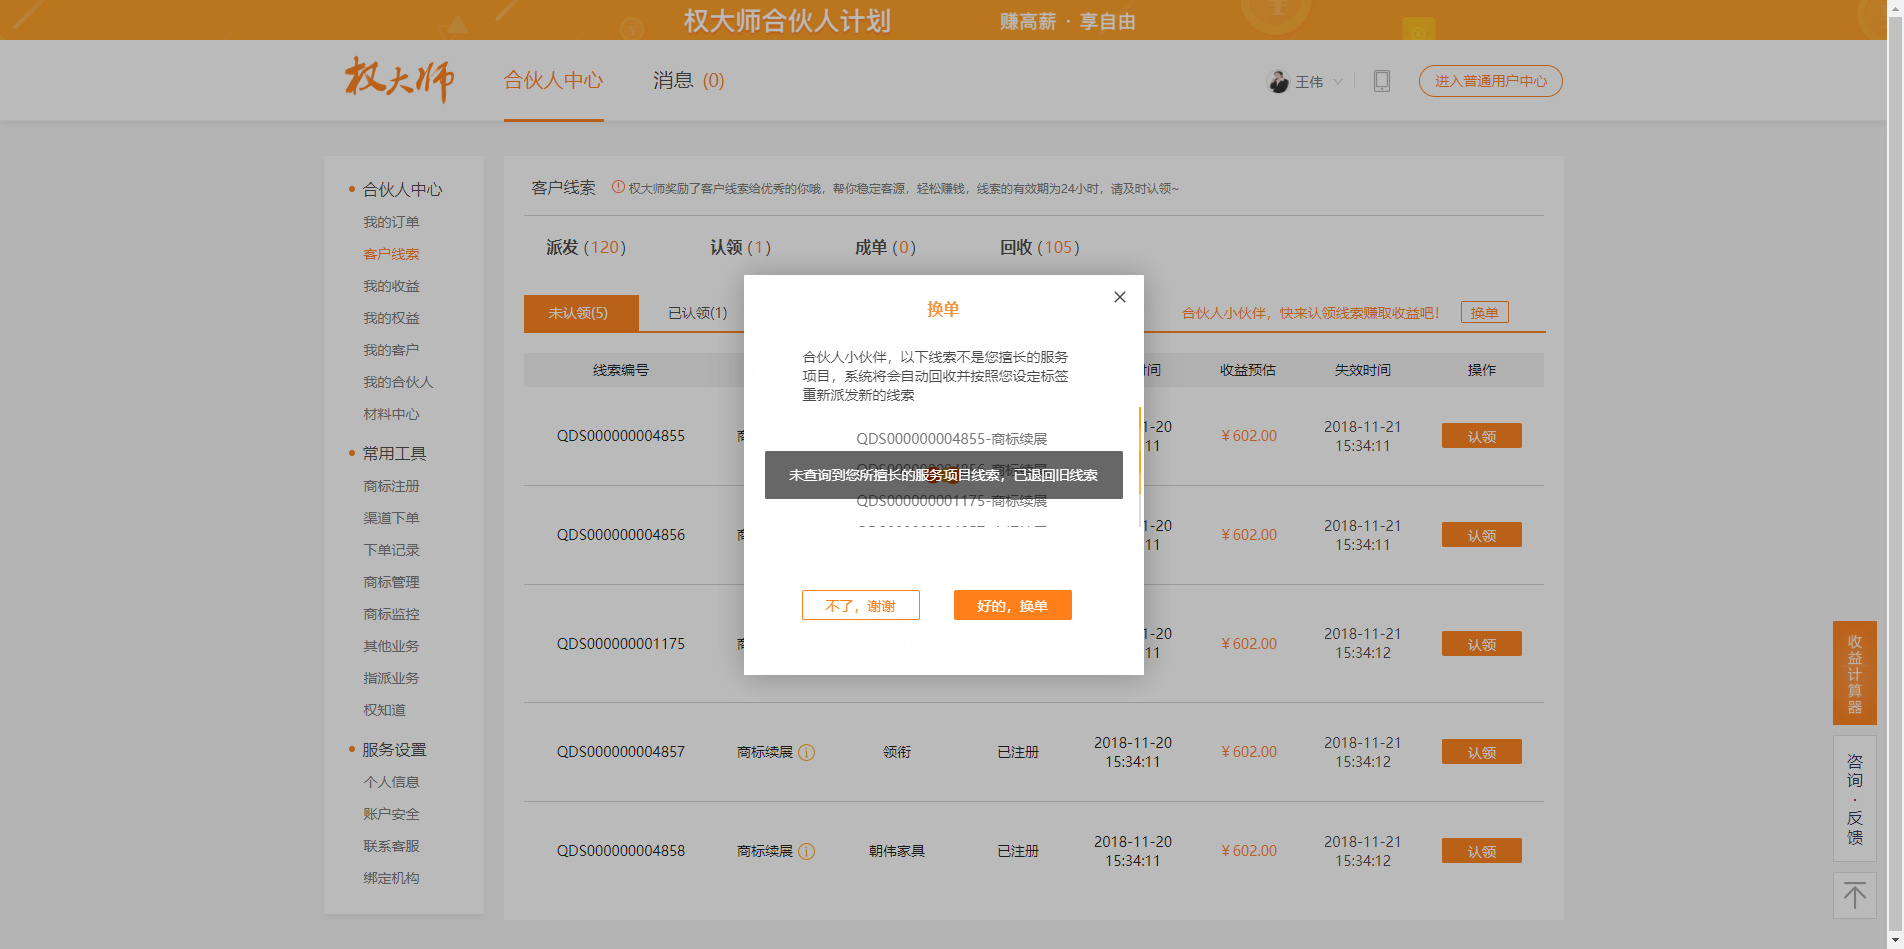 权大师合伙人计划 赚高薪 · 享自由
权大师 合伙人中心 消息 (0) 王伟 进入普通用户中心
合伙人中心
我的订单
客户线索
我的收益
我的权益
我的客户
我的合伙人
材料中心
常用工具
商标注册
渠道下单
下单记录
商标管理
商标监控
其他业务
指派业务
权知道
服务设置
个人信息
账户安全
联系客服
绑定机构
客户线索 权大师奖励了客户线索给优秀的你哦，帮你稳定客源，轻松赚钱，线索的有效期为24小时，请及时认领~
派发 (120) 认领 (1) 成单 (0) 回收 (105)
未认领(5) 已认领(1) 合伙人小伙伴，快来认领线索赚取收益吧！ 换单
线索编号 收益预估 失效时间 操作
QDS000000004855 ¥602.00 2018-11-21 15:34:11 认领
QDS000000004856 ¥602.00 2018-11-21 15:34:11 认领
QDS000000001175 ¥602.00 2018-11-21 15:34:12 认领
QDS000000004857 商标续展 领衔 已注册 2018-11-20 15:34:11 ¥602.00 2018-11-21 15:34:12 认领
QDS000000004858 商标续展 朝伟家具 已注册 2018-11-20 15:34:11 ¥602.00 2018-11-21 15:34:12 认领
换单
合伙人小伙伴，以下线索不是您擅长的服务
项目，系统将会自动回收并按照您设定标签
重新派发新的线索
QDS000000004855-商标续展
未查询到您所擅长的服务项目线索，已退回旧线索
QDS000000001175-商标续展
不了，谢谢 好的，换单
收益计算器
咨询·反馈